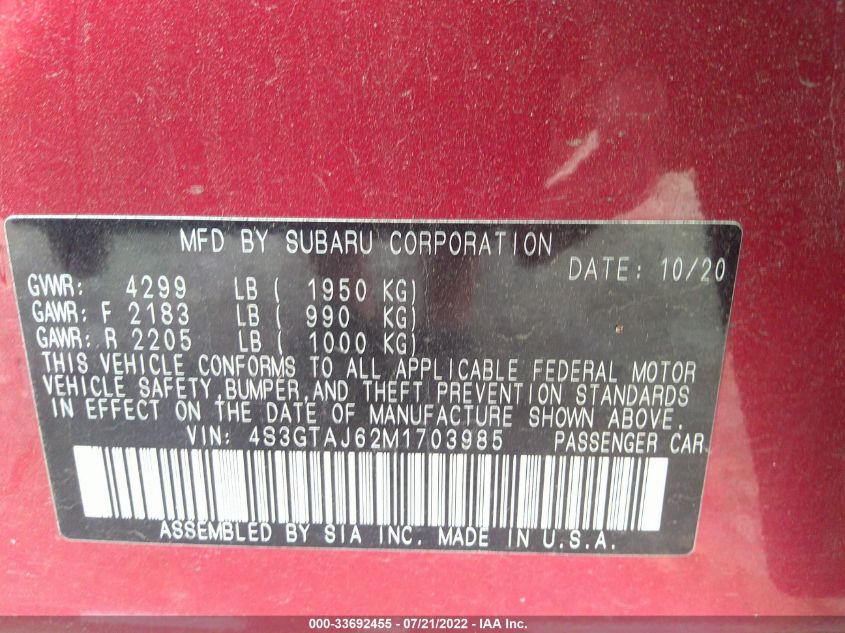 MFD BY SUBARU CORPORATION
DATE: 10/20
GVWR: 4299 LB ( 1950 KG)
GAWR: F 2183 LB ( 990 KG)
GAWR: R 2205 LB ( 1000 KG)
THIS VEHICLE CONFORMS TO ALL APPLICABLE FEDERAL MOTOR
VEHICLE SAFETY,BUMPER,AND THEFT PREVENTION STANDARDS
IN EFFECT ON THE DATE OF MANUFACTURE SHOWN ABOVE.
VIN: 4S3GTAJ62M1703985 PASSENGER CAR
ASSEMBLED BY SIA INC. MADE IN U.S.A.
000-33692455 - 07/21/2022 - IAA Inc.